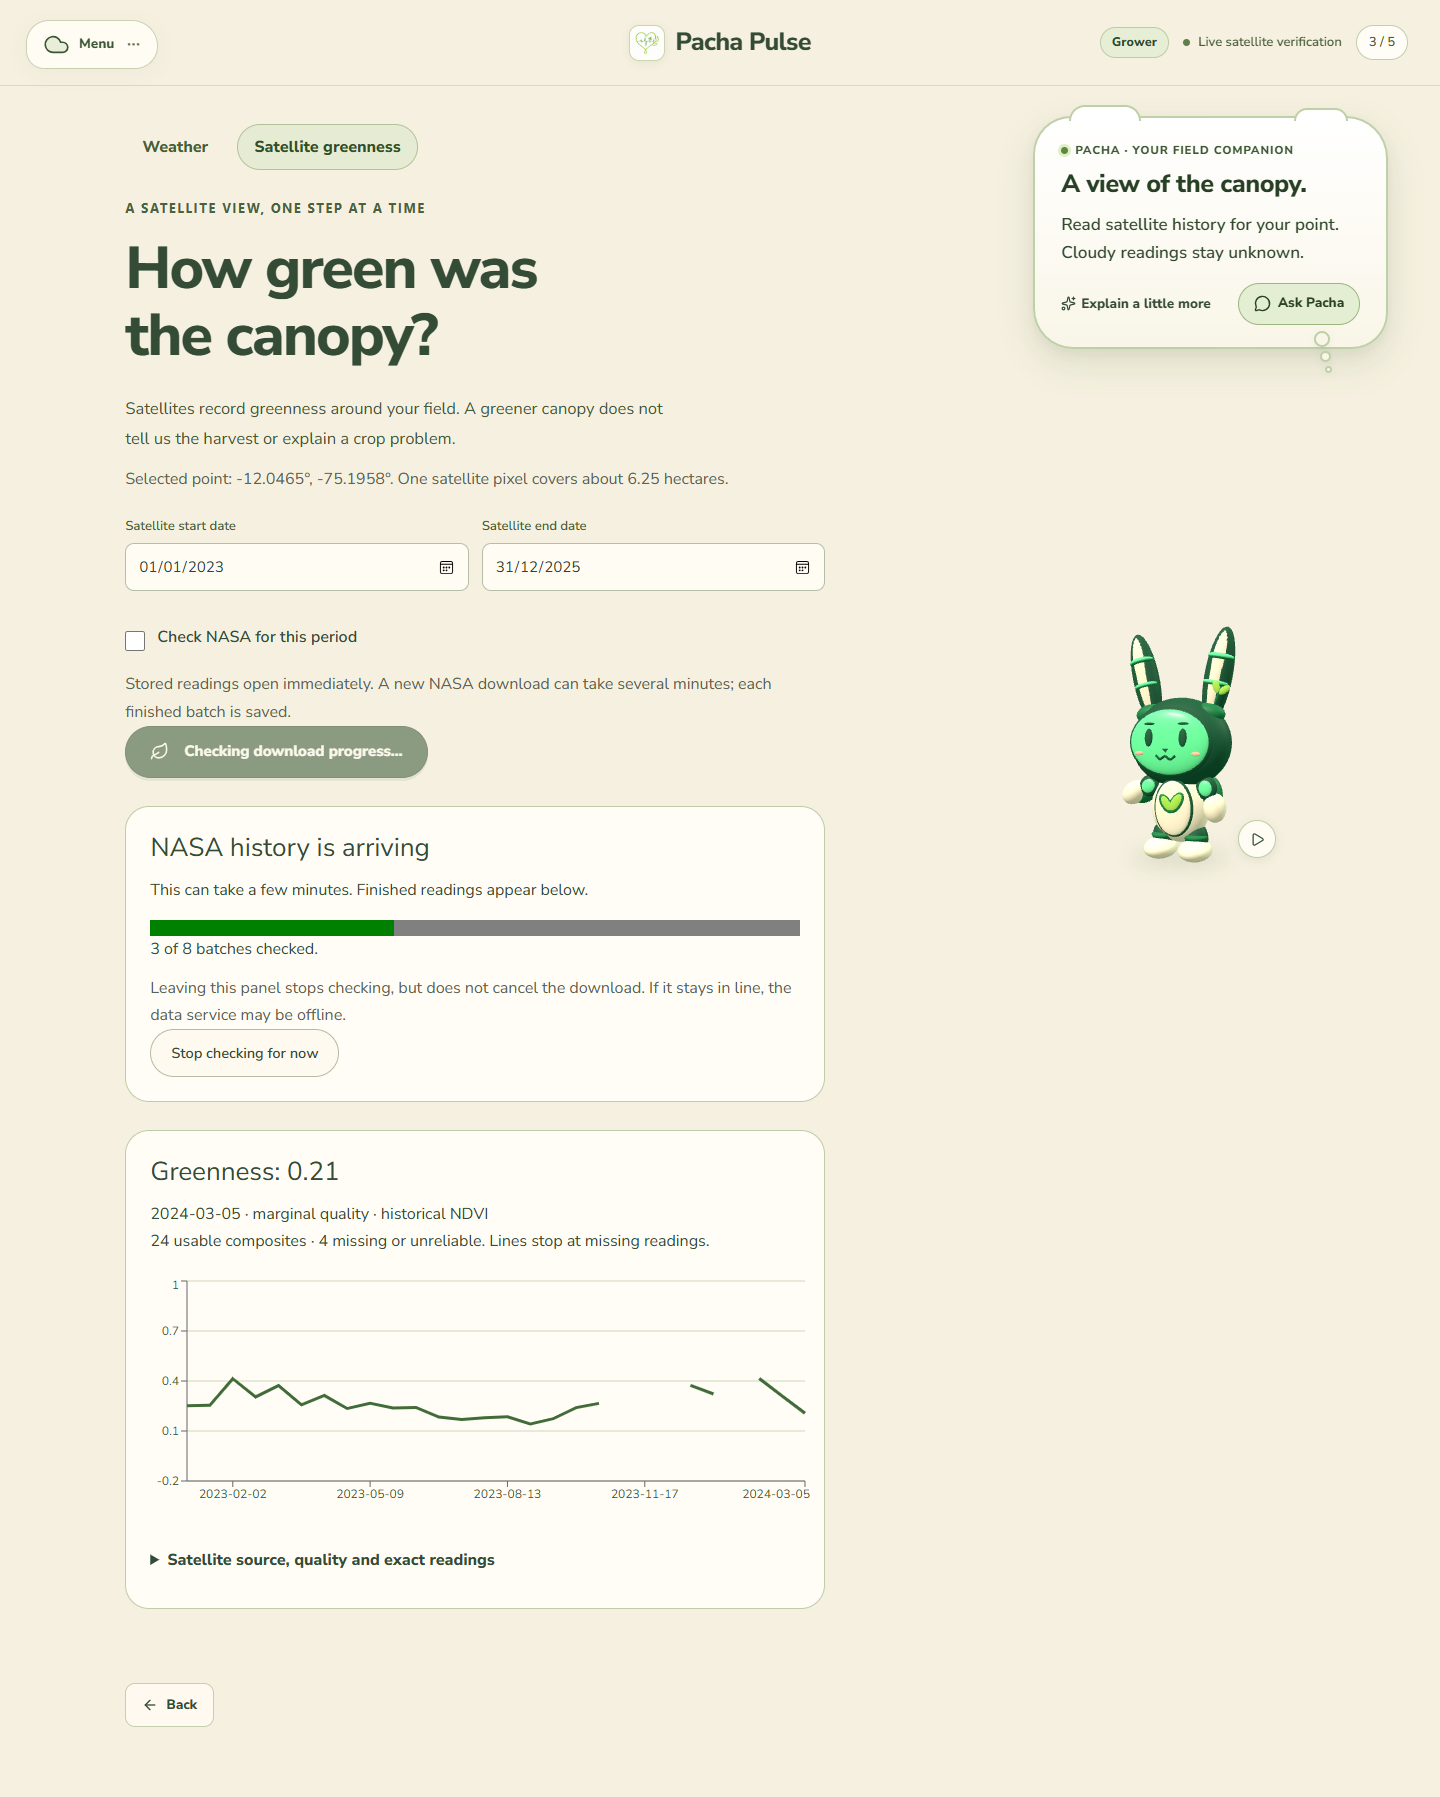 Menu ···
Pacha Pulse
Grower
Live satellite verification
3 / 5
Weather
Satellite greenness
A SATELLITE VIEW, ONE STEP AT A TIME
How green was
the canopy?
Satellites record greenness around your field. A greener canopy does not
tell us the harvest or explain a crop problem.
Selected point: -12.0465°, -75.1958°. One satellite pixel covers about 6.25 hectares.
Satellite start date
Satellite end date
01/01/2023
31/12/2025
Check NASA for this period
Stored readings open immediately. A new NASA download can take several minutes; each
finished batch is saved.
Checking download progress...
NASA history is arriving
This can take a few minutes. Finished readings appear below.
3 of 8 batches checked.
Leaving this panel stops checking, but does not cancel the download. If it stays in line, the
data service may be offline.
Stop checking for now
Greenness: 0.21
2024-03-05 · marginal quality · historical NDVI
24 usable composites · 4 missing or unreliable. Lines stop at missing readings.
1
0.7
0.4
0.1
-0.2
2023-02-02
2023-05-09
2023-08-13
2023-11-17
2024-03-05
Satellite source, quality and exact readings
Back
PACHA · YOUR FIELD COMPANION
A view of the canopy.
Read satellite history for your point.
Cloudy readings stay unknown.
Explain a little more
Ask Pacha